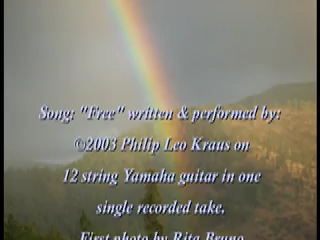 Song: "Free" written & performed by:
©2003 Philip Leo Kraus on
12 string Yamaha guitar in one
single recorded take.
First photo by Rita Bruno